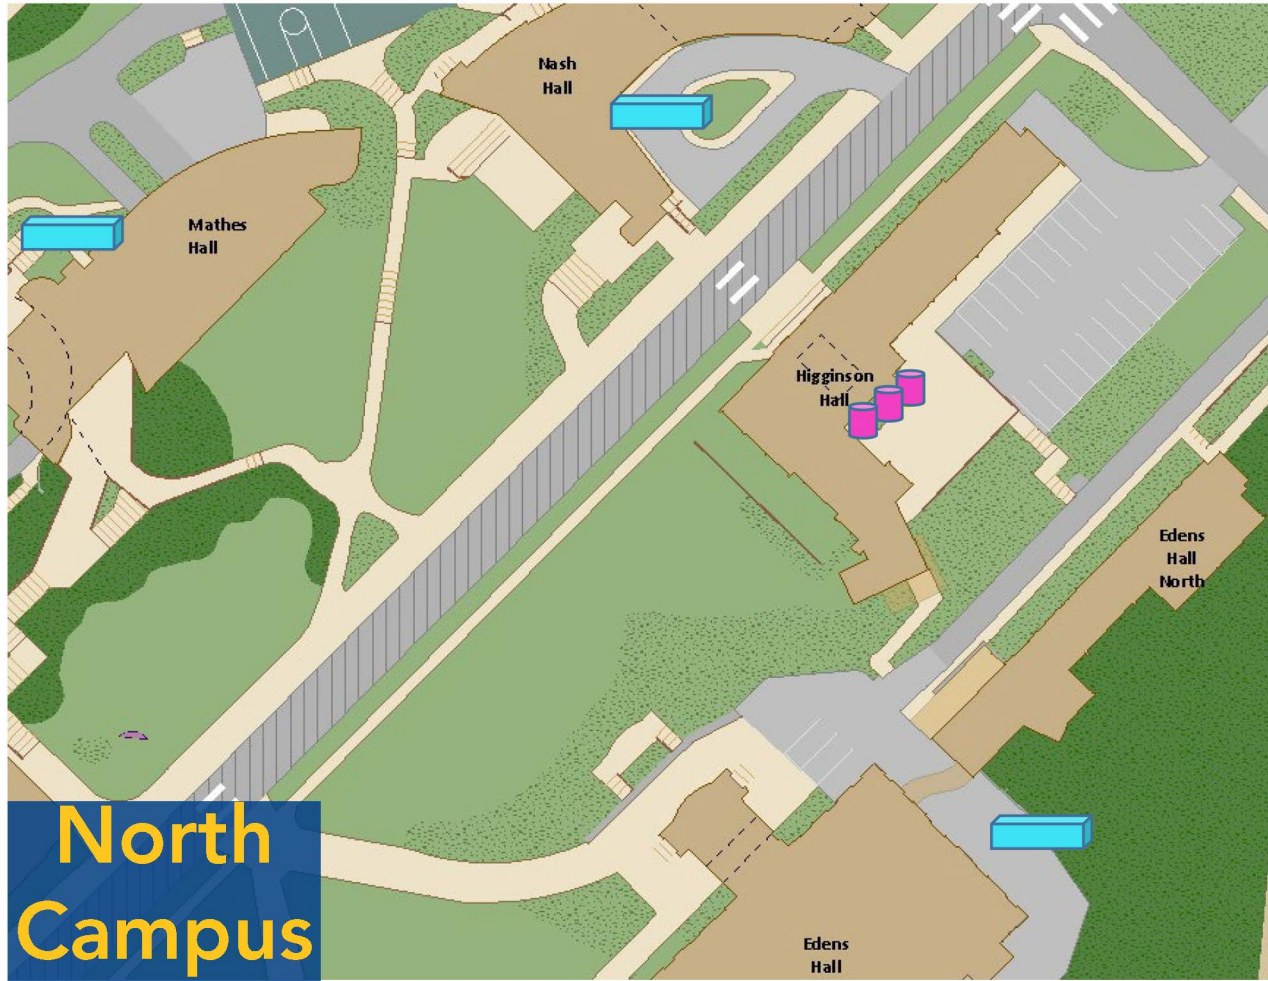 Nash
Hall
Mathes
Hall
Higginson
Hall
Edens
Hall
North
North
Campus
Edens
Hall